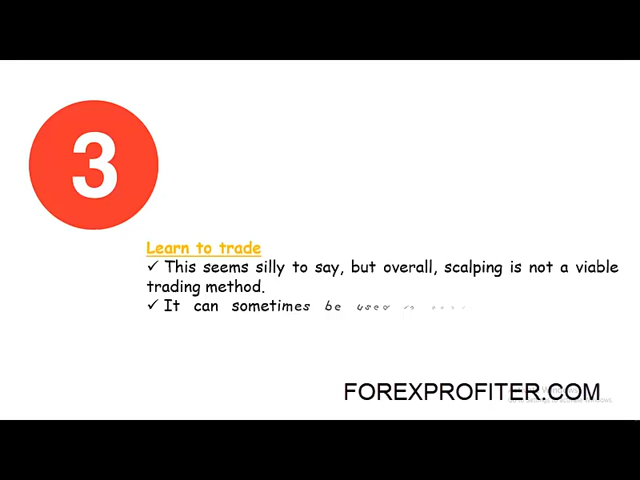 3
Learn to trade
✓ This seems silly to say, but overall, scalping is not a viable
trading method.
✓ It can sometimes be used
FOREXPROFITER.COM